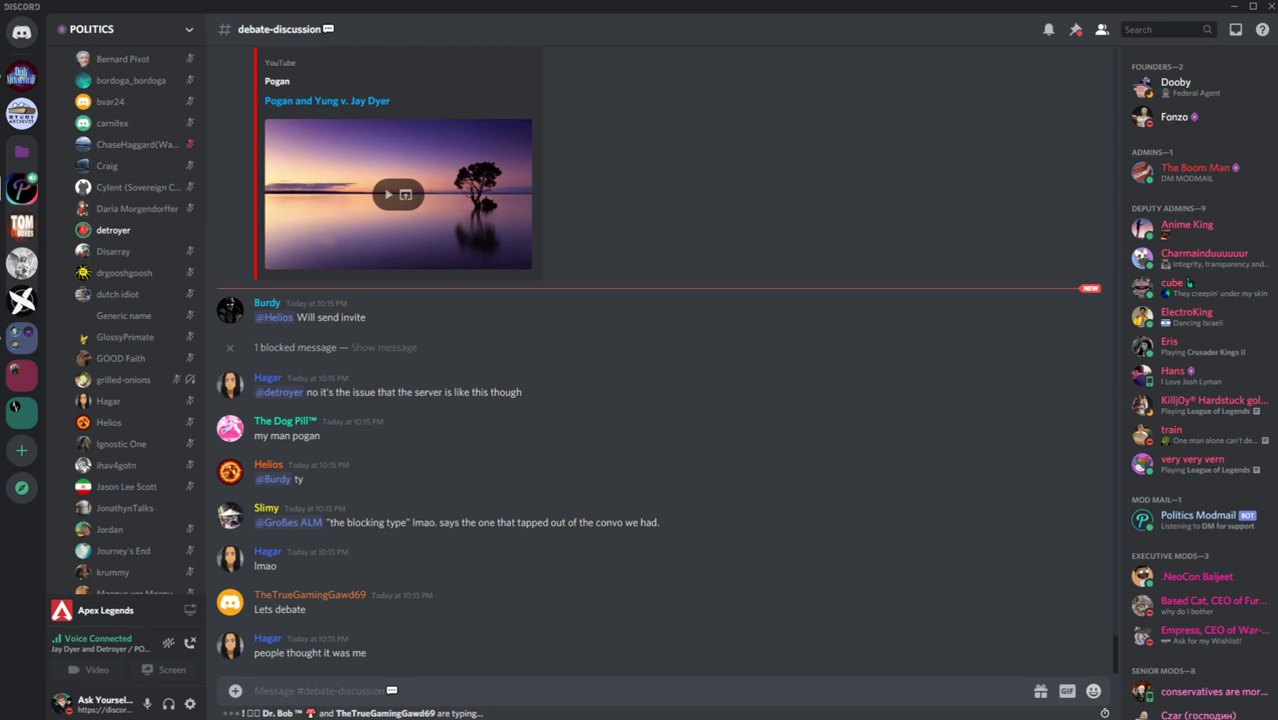 DISCORD
POLITICS
Bernard Pivot
bordoga_bordoga
bvar24
carnifex
ChaseHaggard(Wa...
Craig
Cylent (Sovereign C...
Daria Morgendorffer
detroyer
Disarray
drgooshgoosh
dutch idiot
Generic name
GlossyPrimate
GOOD Faith
grilled-onions
Hagar
Helios
Ignostic One
ihav4gotn
Jason Lee Scott
JonathynTalks
Jordan
Journey's End
krummy
Apex Legends
Voice Connected
Jay Dyer and Detroyer / PO...
Video
Screen
Ask Yoursel...
https://discor...
STUDY
ARCHIVES
TOM
debate-discussion 💬
Search
YouTube
Pogan
Pogan and Yung v. Jay Dyer
NEW
Burdy Today at 10:15 PM
@Helios Will send invite
1 blocked message — Show message
Hagar Today at 10:15 PM
@detroyer no it's the issue that the server is like this though
The Dog Pill™ Today at 10:15 PM
my man pogan
Helios Today at 10:15 PM
@Burdy ty
Slimy Today at 10:15 PM
@Großes ALM "the blocking type" lmao. says the one that tapped out of the convo we had.
Hagar Today at 10:15 PM
lmao
TheTrueGamingGawd69 Today at 10:15 PM
Lets debate
Hagar Today at 10:15 PM
people thought it was me
Message #debate-discussion 💬
GIF
Dr. Bob ™ 🍄 and TheTrueGamingGawd69 are typing...
FOUNDERS—2
Dooby
Federal Agent
Fonzo
ADMINS—1
The Boom Man
DM MODMAIL
DEPUTY ADMINS—9
Anime King
Charmainduuuuuur
Integrity, transparency and...
cube
They creepin' under my skin
ElectroKing
Dancing Israeli
Eris
Playing Crusader Kings II
Hans
I Love Josh Lyman
Killj0y® Hardstuck gol...
Playing League of Legends
train
One man alone can't de...
very very vern
Playing League of Legends
MOD MAIL—1
Politics Modmail BOT
Listening to DM for support
EXECUTIVE MODS—3
.NeoCon Baljeet
Based Cat, CEO of Fur...
why do I bother
Empress, CEO of War-...
Ask for my Wishlist!
SENIOR MODS—8
conservatives are mor...
Czar (господин)